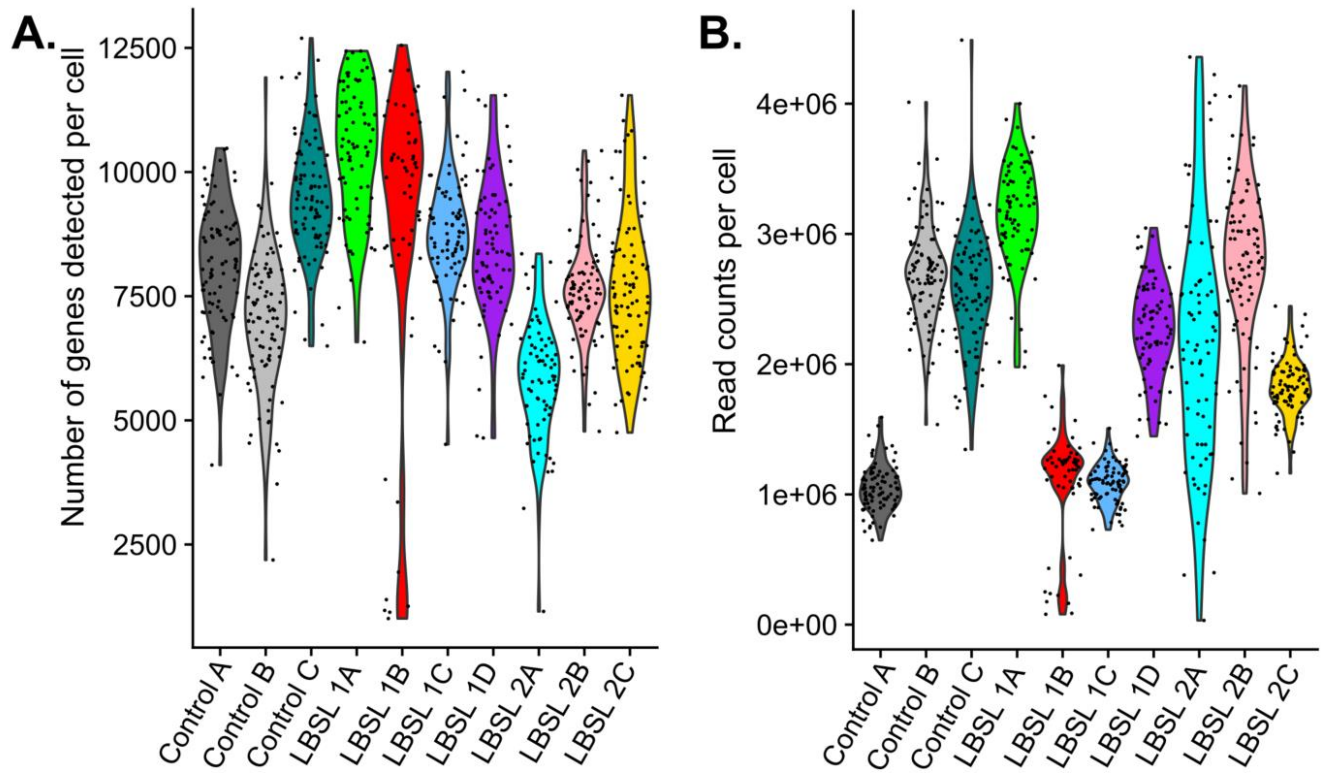 A.
Number of genes detected per cell
12500
10000
7500
5000
2500
Control A
Control B
Control C
LBSL 1A
LBSL 1B
LBSL 1C
LBSL 1D
LBSL 2A
LBSL 2B
LBSL 2C
B.
Read counts per cell
4e+06
3e+06
2e+06
1e+06
0e+00
Control A
Control B
Control C
LBSL 1A
LBSL 1B
LBSL 1C
LBSL 1D
LBSL 2A
LBSL 2B
LBSL 2C